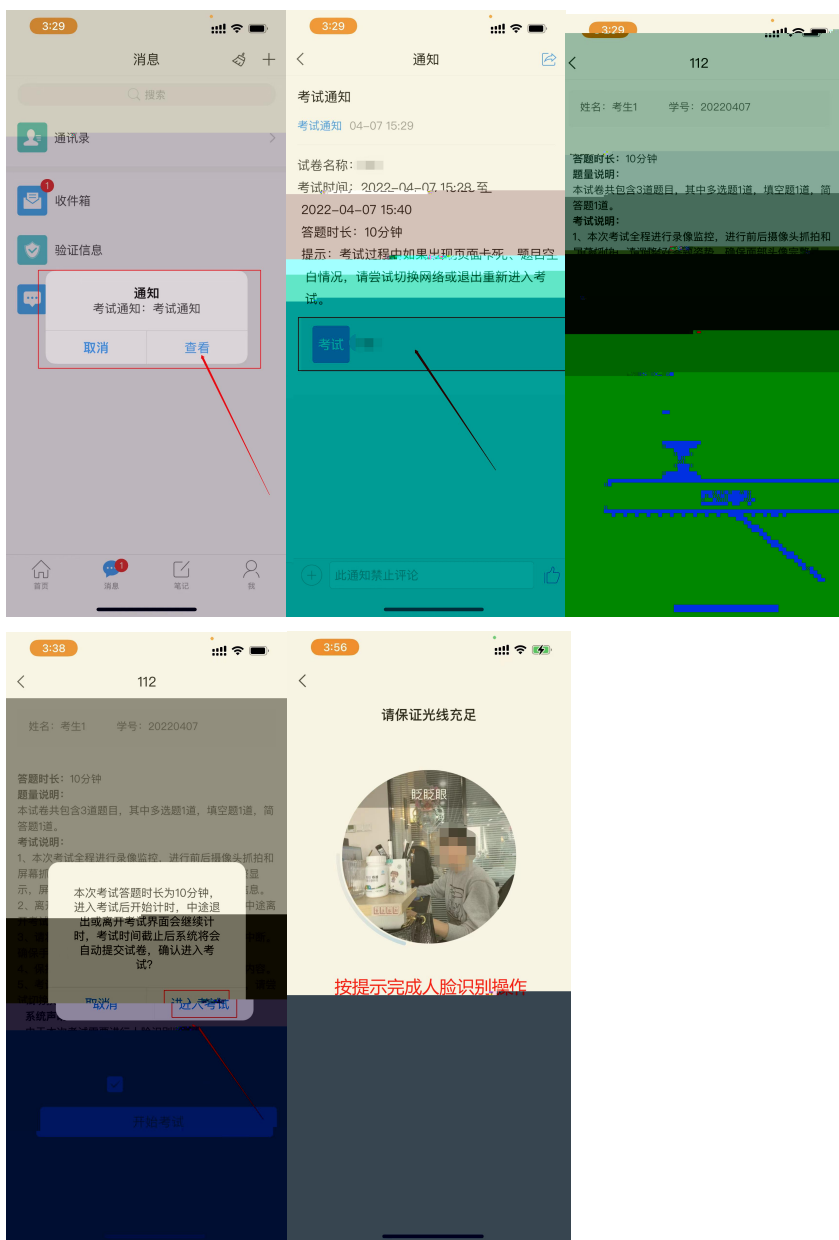 3:29
消息
搜索
通讯录
1
收件箱
验证信息
通知
考试通知：考试通知
取消
查看
1
首页
消息
笔记
我
3:29
通知
考试通知
考试通知 04-07 15:29
试卷名称：
考试时间：2022-04-07 15:28 至
2022-04-07 15:40
答题时长：10分钟
提示：考试过程中如果出现页面卡死、题目空
白情况，请尝试切换网络或退出重新进入考
试。
考试
此通知禁止评论
3:29
112
姓名：考生1 学号：20220407
答题时长：10分钟
题量说明：
本试卷共包含3道题目，其中多选题1道，填空题1道，简
答题1道。
考试说明：
1、本次考试全程进行录像监控，进行前后摄像头抓拍和
3:38
112
姓名：考生1 学号：20220407
答题时长：10分钟
题量说明：
本试卷共包含3道题目，其中多选题1道，填空题1道，简
答题1道。
考试说明：
1、本次考试全程进行录像监控，进行前后摄像头抓拍和
本次考试答题时长为10分钟，
进入考试后开始计时，中途退
出或离开考试界面会继续计
时，考试时间截止后系统将会
自动提交试卷，确认进入考
试?
取消
进入考试
开始考试
3:56
请保证光线充足
眨眨眼
按提示完成人脸识别操作